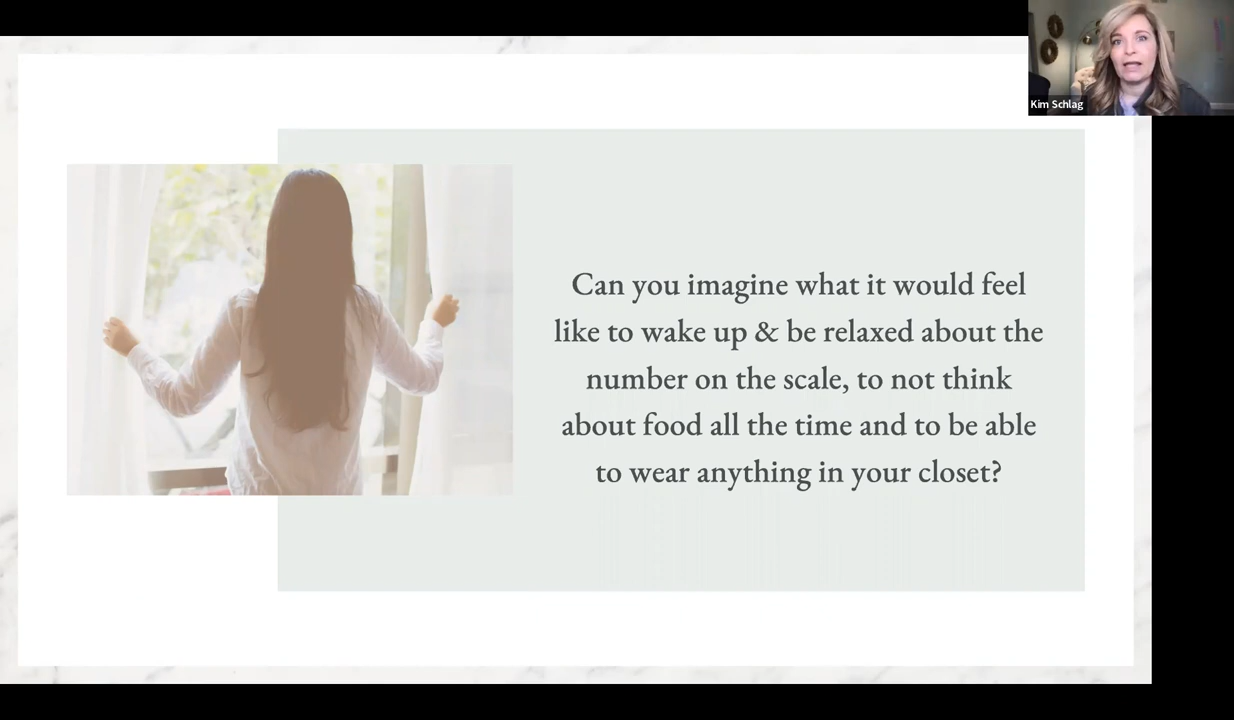 Kim Schlag
Can you imagine what it would feel
like to wake up & be relaxed about the
number on the scale, to not think
about food all the time and to be able
to wear anything in your closet?